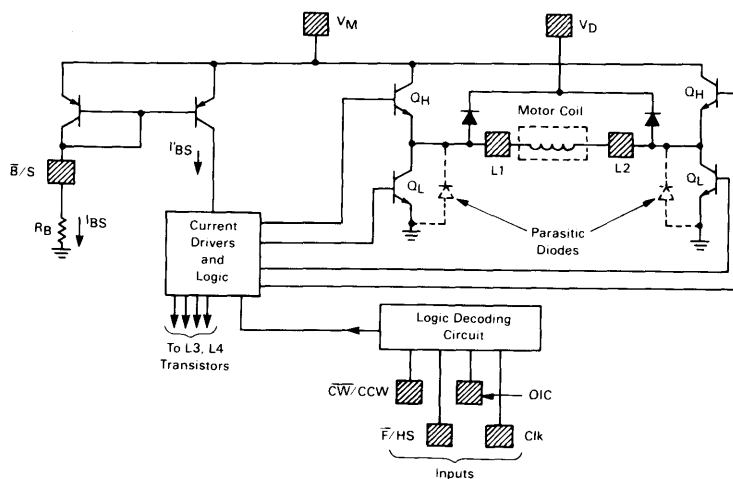 VM
VD
QH
QH
Motor Coil
I'BS
B̅/S
L1
L2
QL
QL
RB
IBS
Current
Drivers
and
Logic
Parasitic
Diodes
Logic Decoding
Circuit
To L3, L4
Transistors
C̅W̅/CCW
OIC
F̅/HS
Clk
Inputs